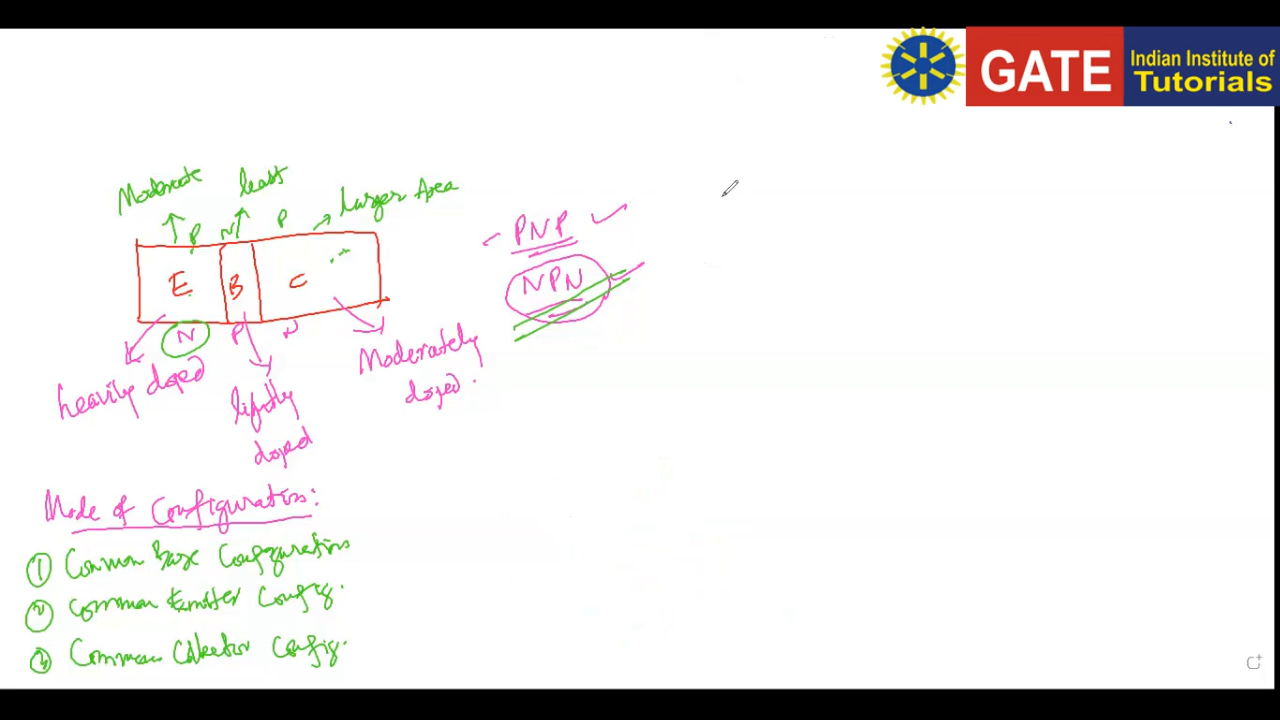 GATE
Indian Institute of
Tutorials
Moderate
least
Larger Area
P
N
P
E
B
C
N
P
N
heavily doped
lightly
doped
Moderately
doped.
- PNP
NPN
Mode of Configuration:
① Common Base Configuration
② Common Emitter Config.
③ Common Collector Config.